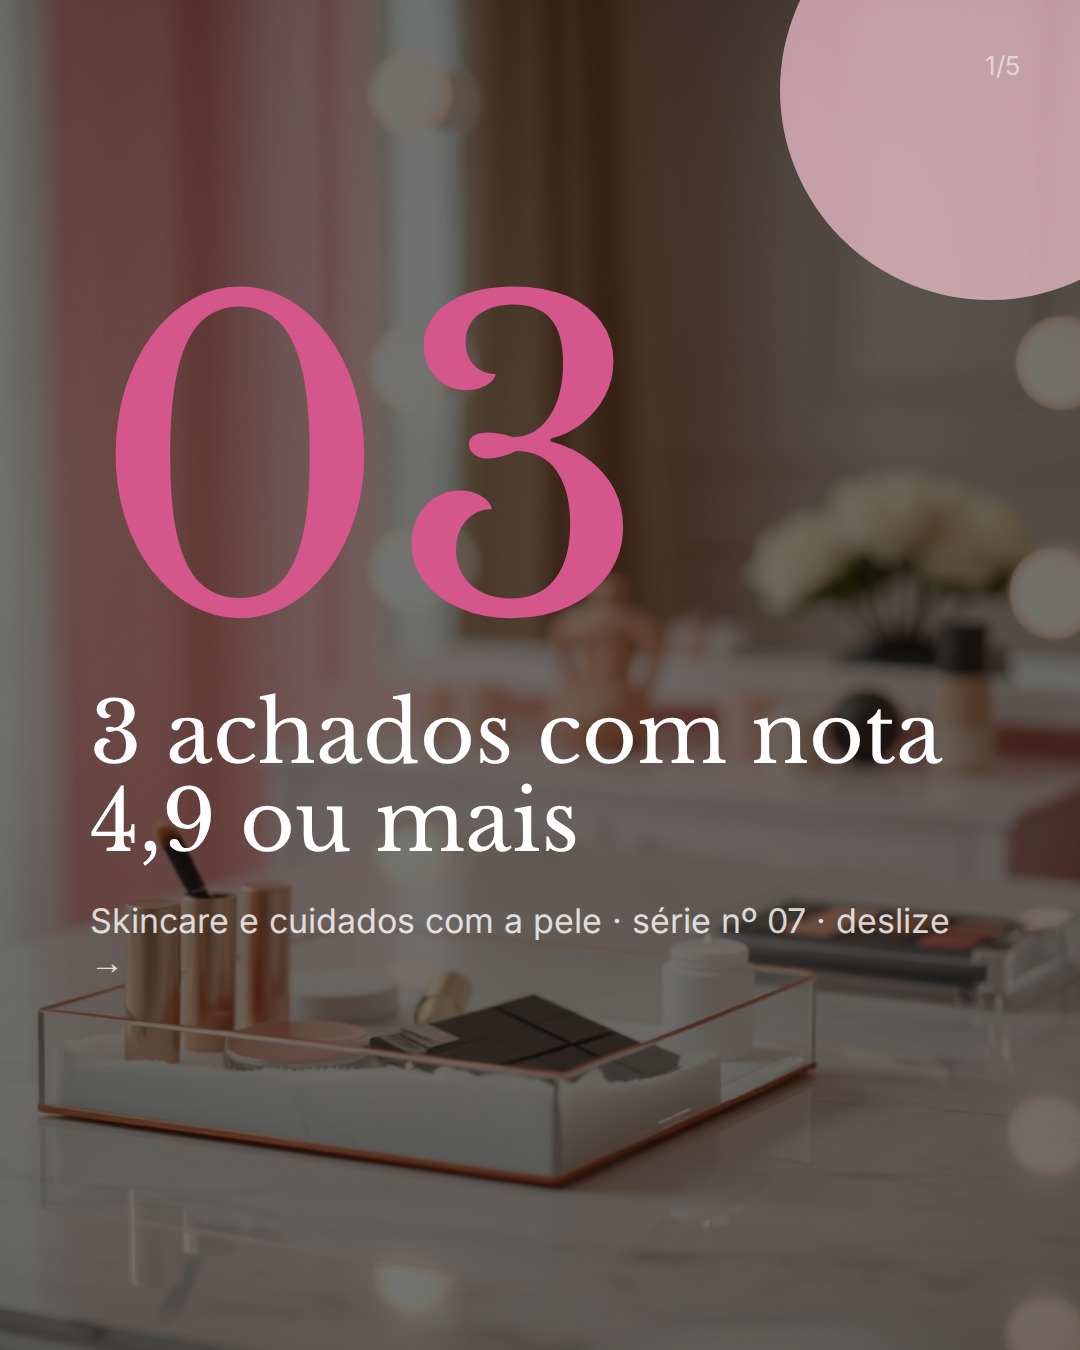 1/5
03
3 achados com nota
4,9 ou mais
Skincare e cuidados com a pele · série nº 07 · deslize
→